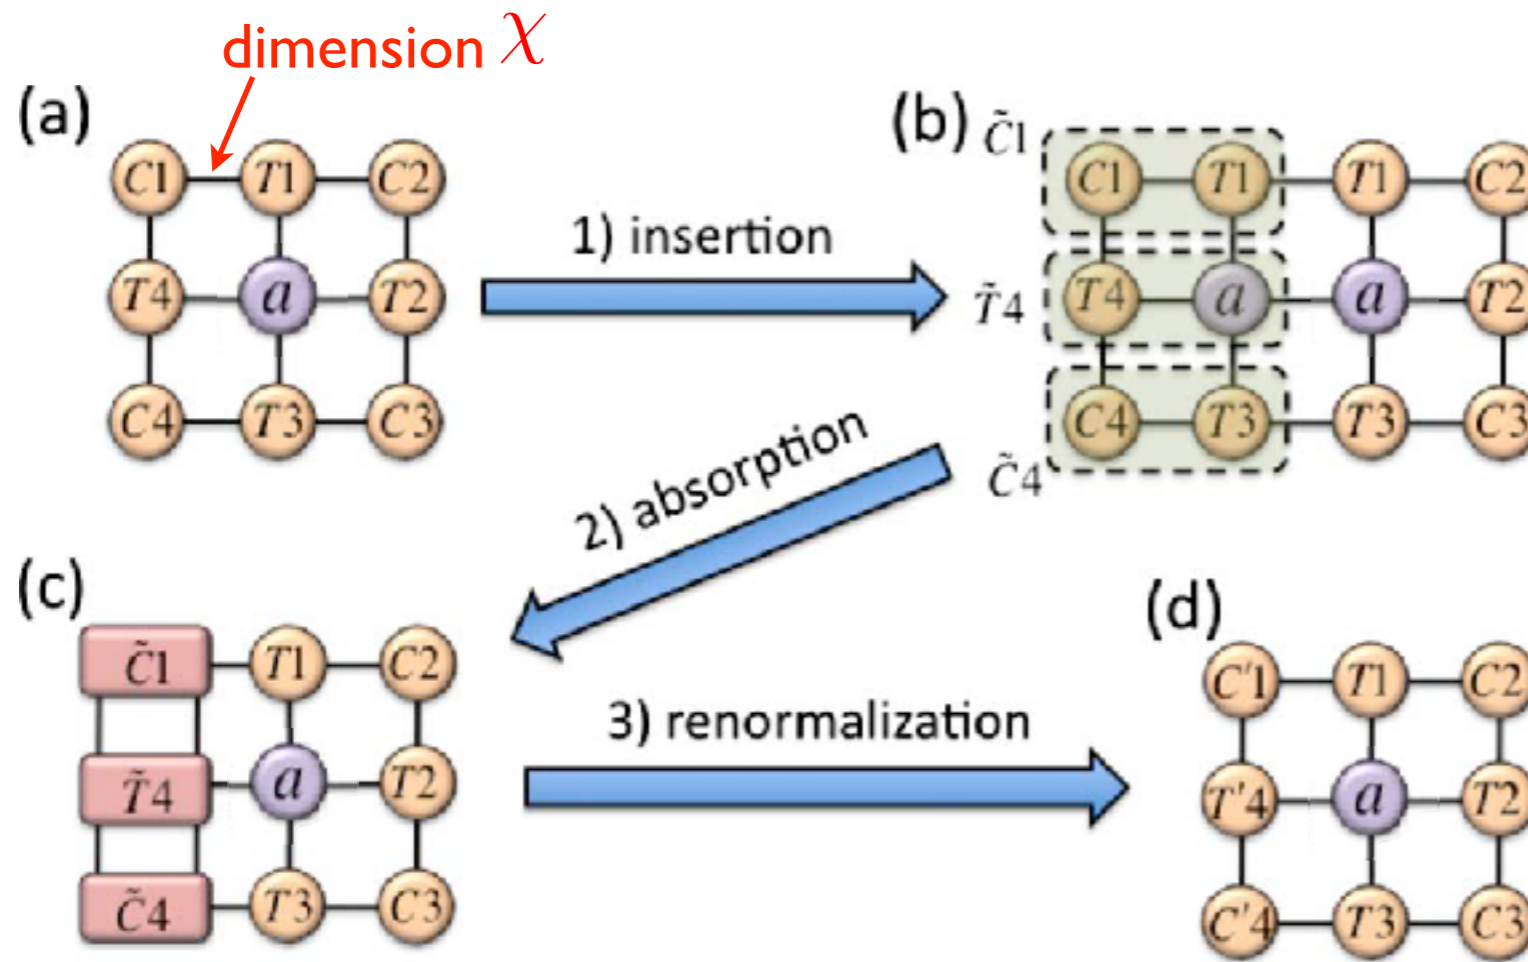 dimension χ
(a)
C1 T1 C2
T4 a T2
C4 T3 C3
1) insertion
(b)
C̃1
C1 T1 T1 C2
T̃4
T4 a a T2
C̃4
C4 T3 T3 C3
2) absorption
(c)
C̃1 T1 C2
T̃4 a T2
C̃4 T3 C3
3) renormalization
(d)
C'1 T1 C2
T'4 a T2
C'4 T3 C3